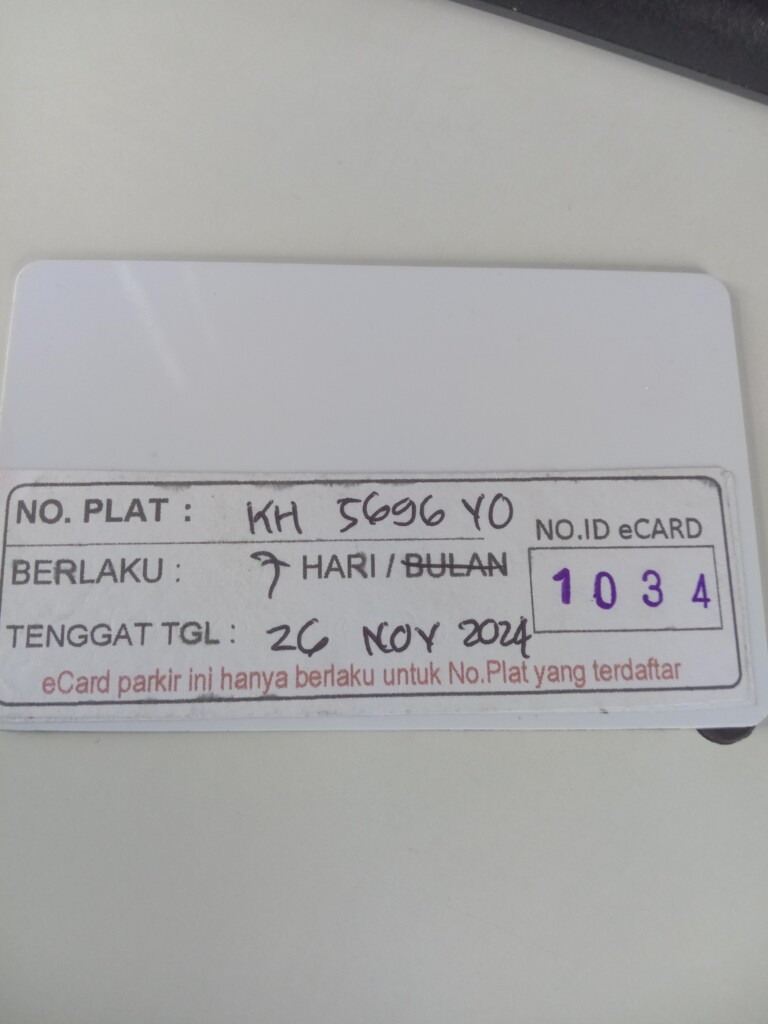 NO. PLAT : KH 5696 YO
NO.ID eCARD
BERLAKU : 7 HARI / BULAN
1034
TENGGAT TGL : 26 NOV 2024
eCard parkir ini hanya berlaku untuk No.Plat yang terdaftar